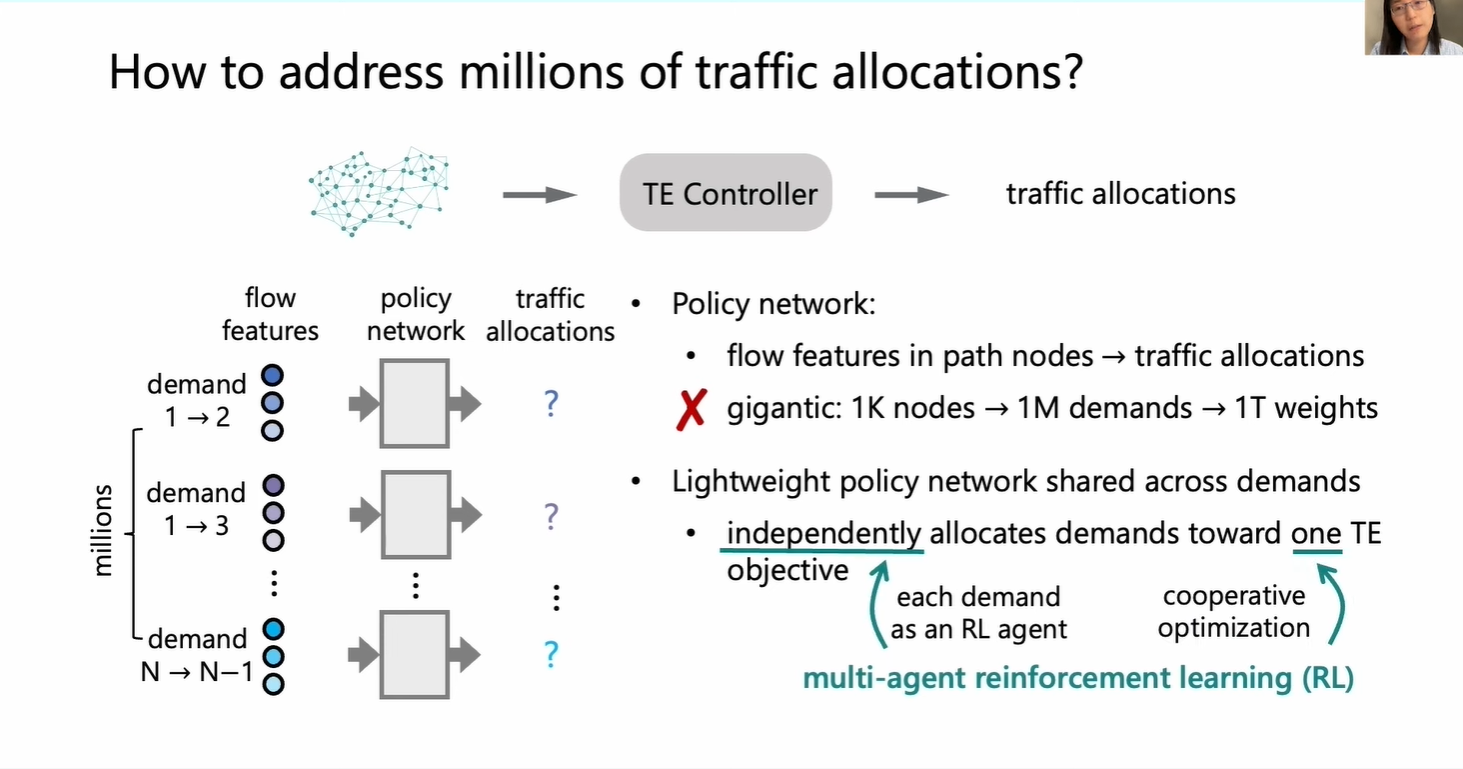 How to address millions of traffic allocations?
TE Controller
traffic allocations
flow
features
policy
network
traffic
allocations
demand
1 → 2
?
demand
1 → 3
?
millions
⋮
⋮
⋮
demand
N → N−1
?
• Policy network:
• flow features in path nodes → traffic allocations
✗ gigantic: 1K nodes → 1M demands → 1T weights
• Lightweight policy network shared across demands
• independently allocates demands toward one TE
objective
each demand
as an RL agent
cooperative
optimization
multi-agent reinforcement learning (RL)